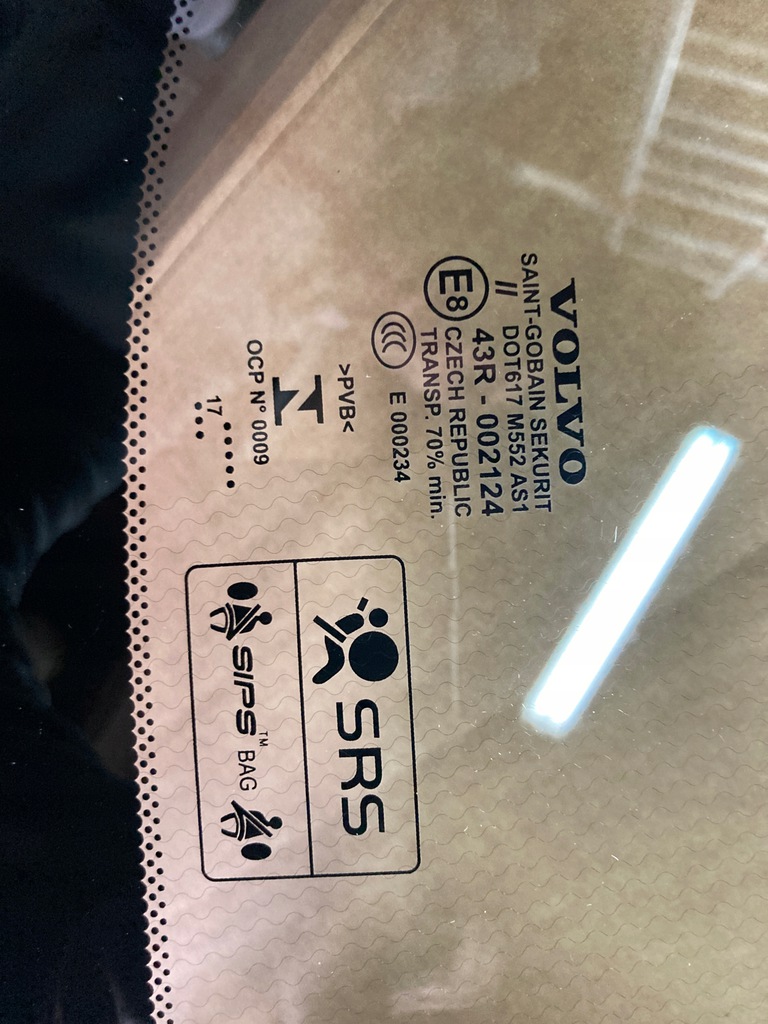 VOLVO
SAINT-GOBAIN SEKURIT
// DOT617 M552 AS1
E8 43R - 002124
CZECH REPUBLIC
TRANSP. 70% min.
CCC E 000234
>PVB<
OCP N° 0009
17 ......
...
SRS
SIPS™ BAG